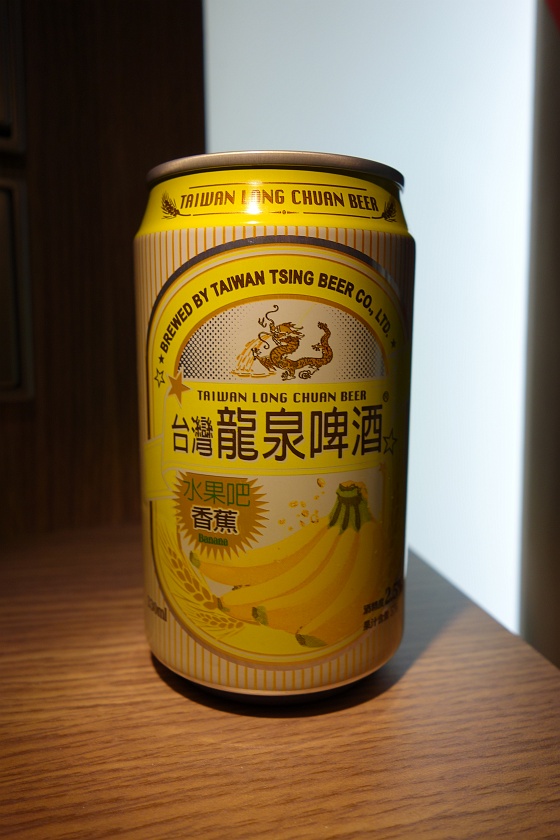 TAIWAN LONG CHUAN BEER
BREWED BY TAIWAN TSING BEER CO., LTD.
TAIWAN LONG CHUAN BEER
®
台灣龍泉啤酒
水果吧
香蕉
Banana